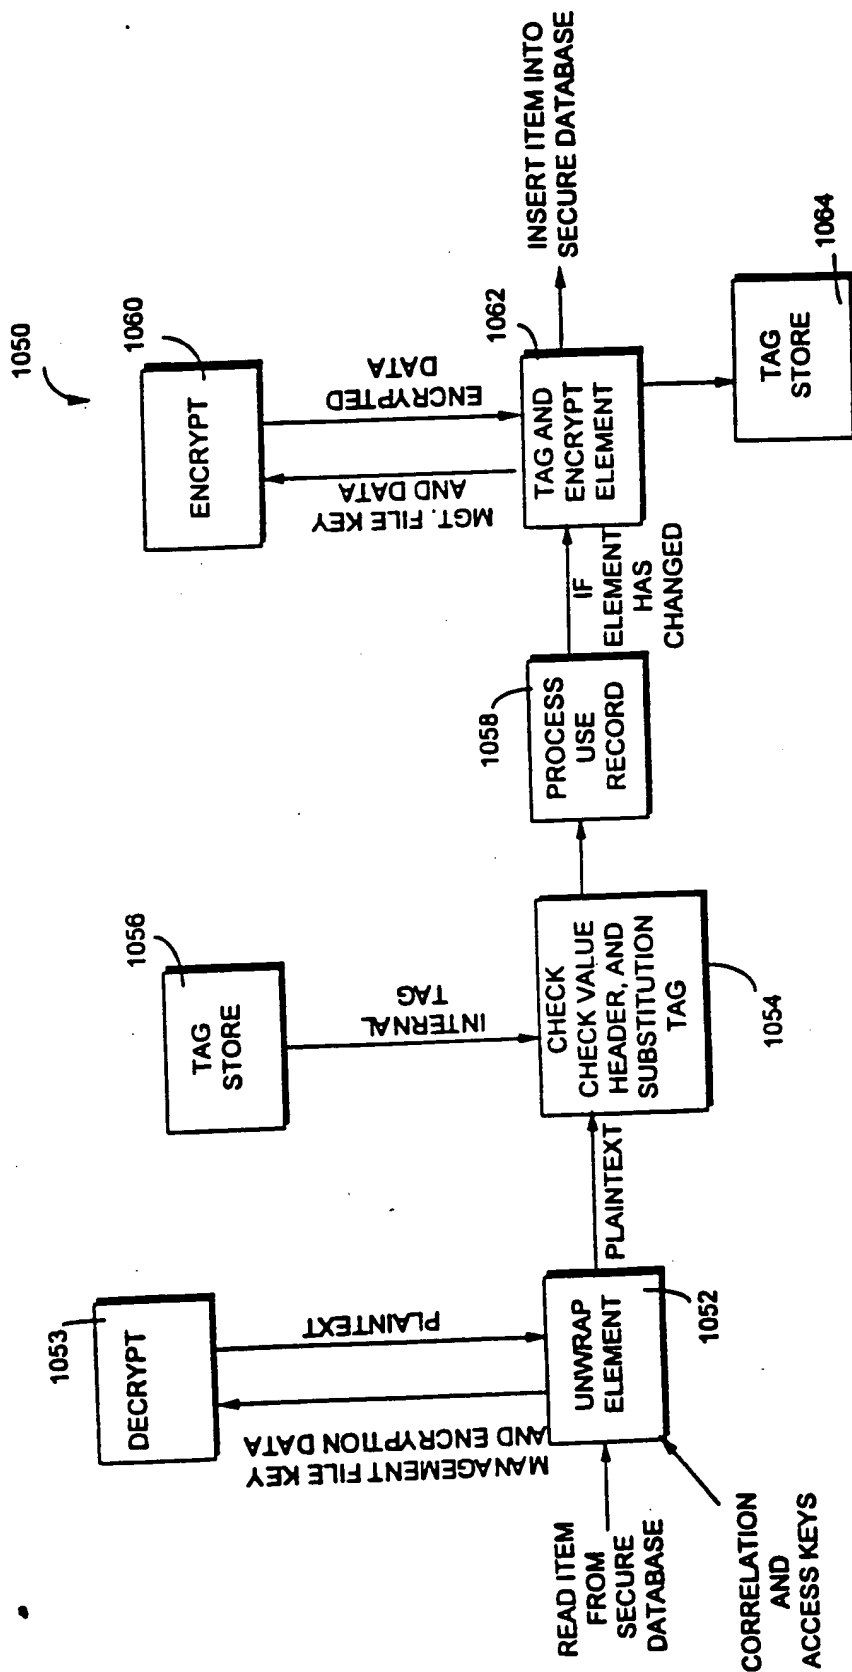 1050
1053
DECRYPT
MANAGEMENT FILE KEY
AND ENCRYPTION DATA
PLAINTEXT
READ ITEM
FROM
SECURE
DATABASE
CORRELATION
AND
ACCESS KEYS
UNWRAP
ELEMENT
1052
PLAINTEXT
1056
TAG
STORE
INTERNAL
TAG
CHECK
CHECK VALUE
HEADER, AND
SUBSTITUTION
TAG
1054
1058
PROCESS
USE
RECORD
IF
ELEMENT
HAS
CHANGED
1060
ENCRYPT
MGT. FILE KEY
AND DATA
ENCRYPTED
DATA
1062
TAG AND
ENCRYPT
ELEMENT
INSERT ITEM INTO
SECURE DATABASE
TAG
STORE
1064